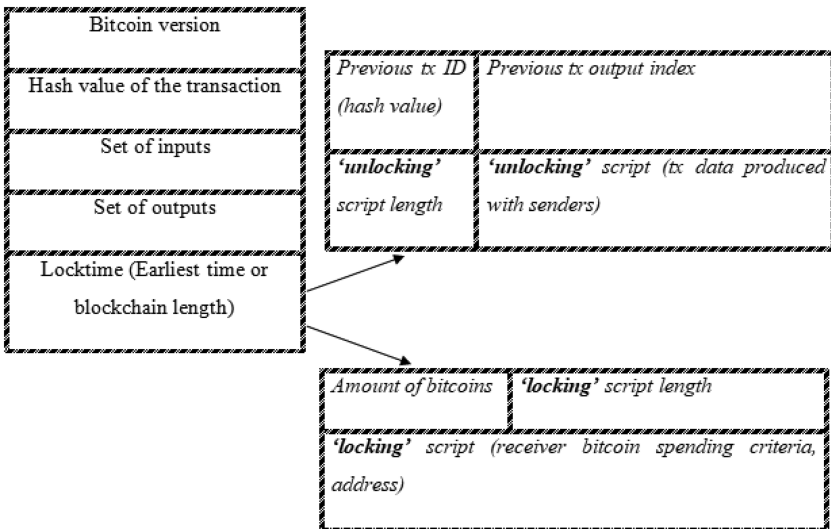 Bitcoin version
Hash value of the transaction
Set of inputs
Set of outputs
Locktime (Earliest time or
blockchain length)
Previous tx ID
(hash value)
Previous tx output index
‘unlocking’
script length
‘unlocking’ script (tx data produced
with senders)
Amount of bitcoins
‘locking’ script length
‘locking’ script (receiver bitcoin spending criteria,
address)